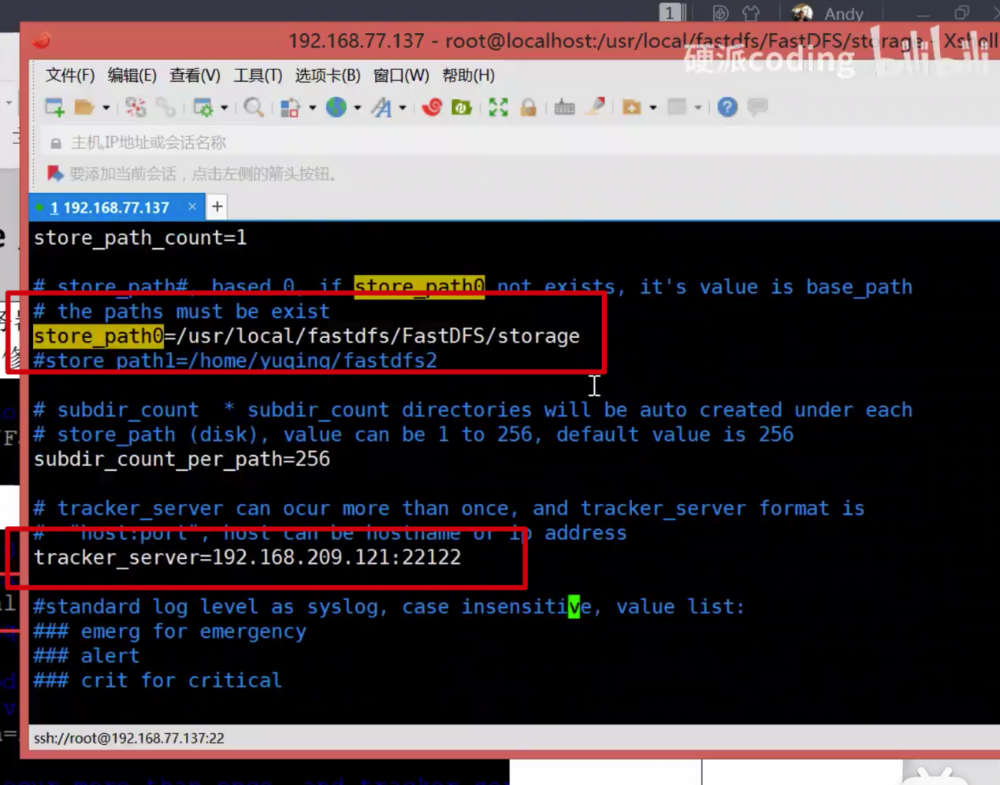 1 Andy
192.168.77.137 - root@localhost:/usr/local/fastdfs/FastDFS/storage - Xshell
硬派coding bilibili
文件(F) 编辑(E) 查看(V) 工具(T) 选项卡(B) 窗口(W) 帮助(H)
主机,IP地址或会话名称
要添加当前会话，点击左侧的箭头按钮。
1 192.168.77.137 × +
store_path_count=1
# store_path#, based 0, if store_path0 not exists, it's value is base_path
# the paths must be exist
store_path0=/usr/local/fastdfs/FastDFS/storage
#store_path1=/home/yuqing/fastdfs2
# subdir_count  * subdir_count directories will be auto created under each
# store_path (disk), value can be 1 to 256, default value is 256
subdir_count_per_path=256
# tracker_server can ocur more than once, and tracker_server format is
#  "host:port", host can be hostname or ip address
tracker_server=192.168.209.121:22122
#standard log level as syslog, case insensitive, value list:
### emerg for emergency
### alert
### crit for critical
ssh://root@192.168.77.137:22